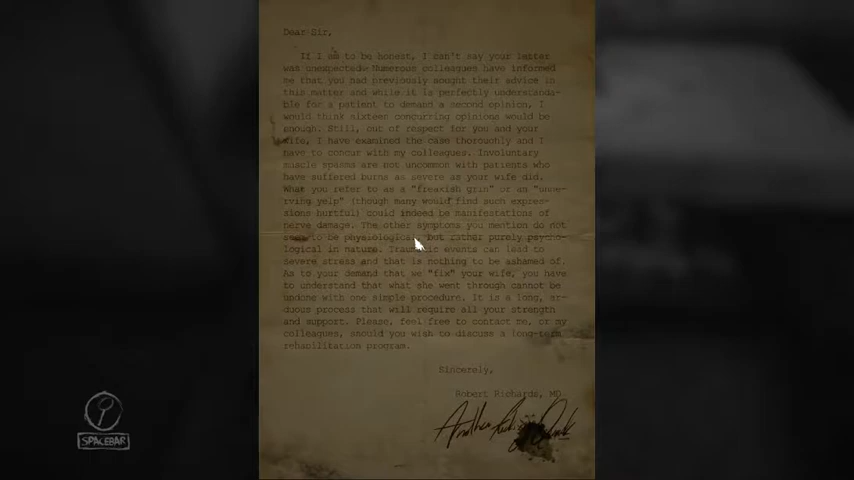 Dear Sir,
If I am to be honest, I can't say your letter
was unexpected. Numerous colleagues have informed
me that you had previously sought their advice in
this matter and while it is perfectly understanda-
ble for a patient to demand a second opinion, I
would think sixteen concurring opinions would be
enough. Still, out of respect for you and your
wife, I have examined the case thoroughly and I
have to concur with my colleagues. Involuntary
muscle spasms are not uncommon with patients who
have suffered burns as severe as your wife did.
What you refer to as a "freakish grin" or an "unne-
rving yelp" (though many would find such expres-
sions hurtful) could indeed be manifestations of
nerve damage. The other symptoms you mention do not
seem to be physiological, but rather purely psycho-
logical in nature. Traumatic events can lead to
severe stress and that is nothing to be ashamed of.
As to your demand that we "fix" your wife, you have
to understand that what she went through cannot be
undone with one simple procedure. It is a long, ar-
duous process that will require all your strength
and support. Please, feel free to contact me, or my
colleagues, should you wish to discuss a long-term
rehabilitation program.
Sincerely,
Robert Richards, MD
SPACEBAR